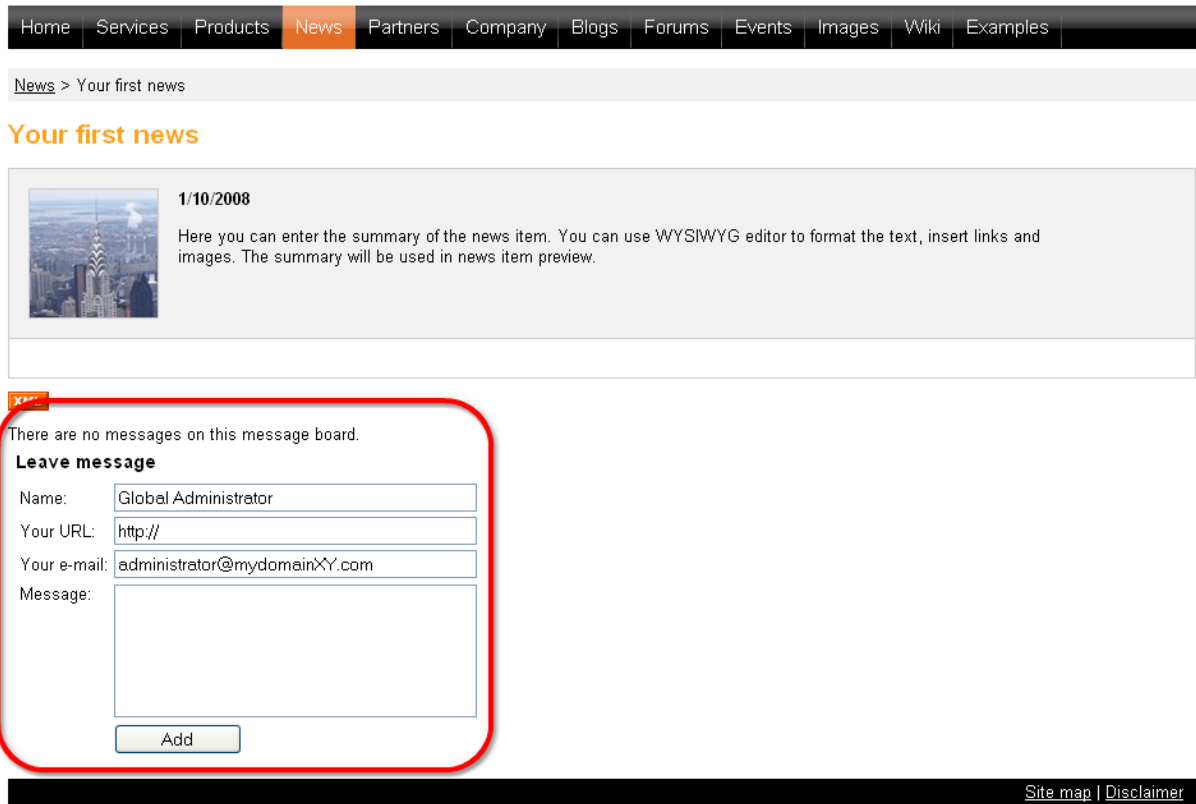 Home Services Products News Partners Company Blogs Forums Events Images Wiki Examples
News > Your first news
Your first news
1/10/2008
Here you can enter the summary of the news item. You can use WYSIWYG editor to format the text, insert links and
images. The summary will be used in news item preview.
XML
There are no messages on this message board.
Leave message
Name: Global Administrator
Your URL: http://
Your e-mail: administrator@mydomainXY.com
Message:
Add
Site map | Disclaimer